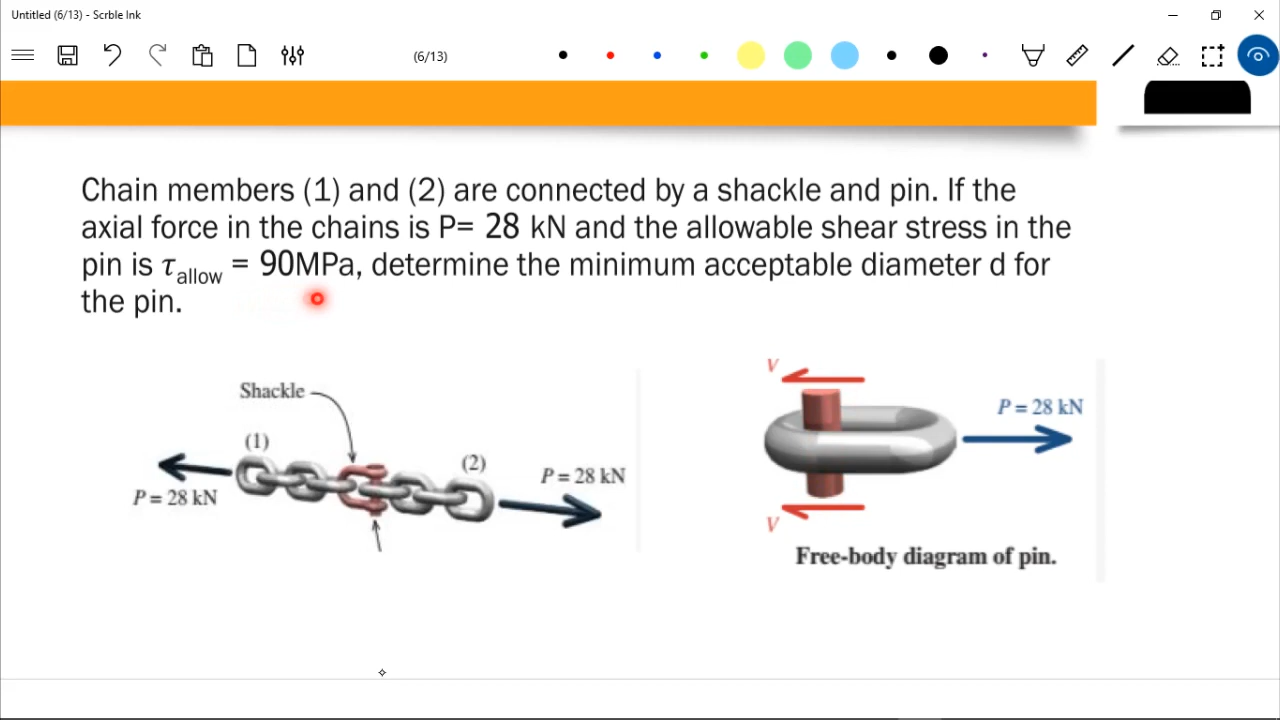 Untitled (6/13) - Scrble Ink
(6/13)
Chain members (1) and (2) are connected by a shackle and pin. If the
axial force in the chains is P= 28 kN and the allowable shear stress in the
pin is τallow = 90MPa, determine the minimum acceptable diameter d for
the pin.
Shackle
(1)
(2)
P = 28 kN
P = 28 kN
V
P = 28 kN
V
Free-body diagram of pin.